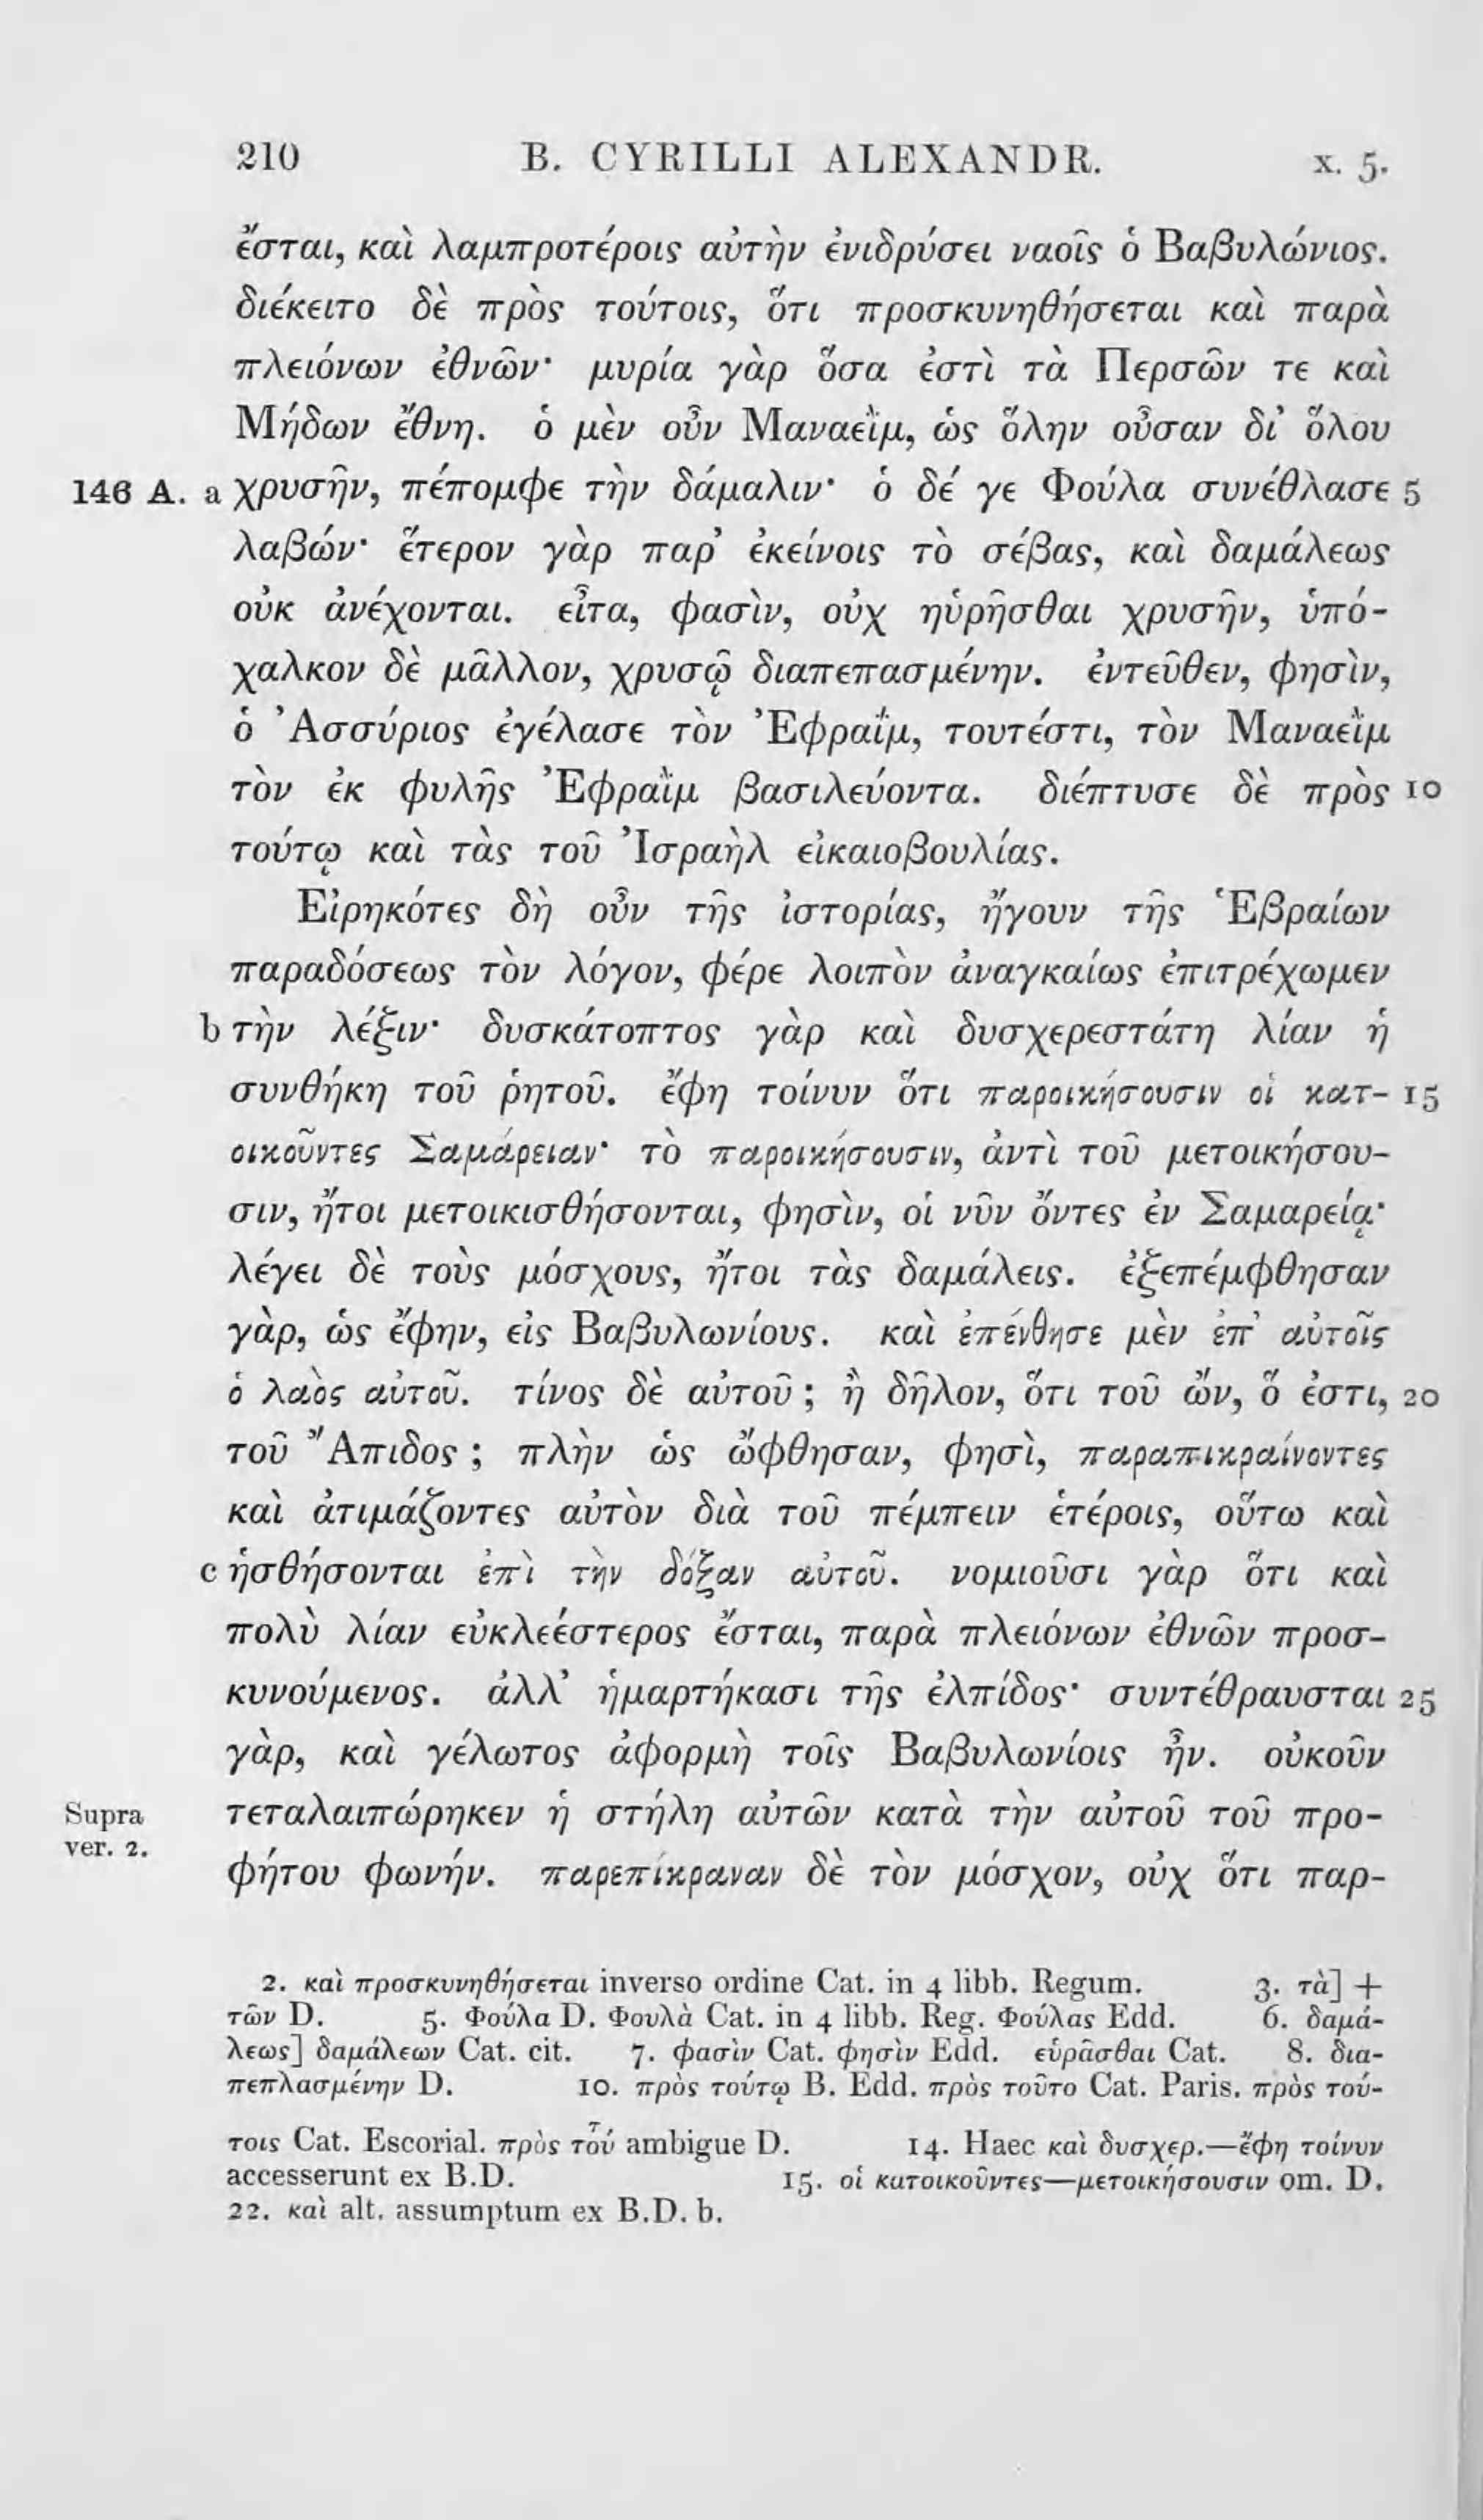 210 B. CYRILLI ALEXANDR. x. 5.
ἔσται, καὶ λαμπροτέροις αὐτὴν ἐνιδρύσει ναοῖς ὁ Βαβυλώνιος.
διέκειτο δὲ πρὸς τούτοις, ὅτι προσκυνηθήσεται καὶ παρὰ
πλειόνων ἐθνῶν· μυρία γὰρ ὅσα ἐστὶ τὰ Περσῶν τε καὶ
Μήδων ἔθνη. ὁ μὲν οὖν Μαναεὶμ, ὡς ὅλην οὖσαν δι’ ὅλου
146 A. a χρυσῆν, πέπομφε τὴν δάμαλιν· ὁ δέ γε Φούλα συνέθλασε 5
λαβών· ἕτερον γὰρ παρ’ ἐκείνοις τὸ σέβας, καὶ δαμάλεως
οὐκ ἀνέχονται. εἶτα, φασὶν, οὐχ ηὑρῆσθαι χρυσῆν, ὑπό-
χαλκον δὲ μᾶλλον, χρυσῷ διαπεπασμένην. ἐντεῦθεν, φησὶν,
ὁ Ἀσσύριος ἐγέλασε τὸν Ἐφραΐμ, τουτέστι, τὸν Μαναεὶμ
τὸν ἐκ φυλῆς Ἐφραῒμ βασιλεύοντα. διέπτυσε δὲ πρὸς 10
τούτῳ καὶ τὰς τοῦ Ἰσραὴλ εἰκαιοβουλίας.
Εἰρηκότες δὴ οὖν τῆς ἱστορίας, ἤγουν τῆς Ἑβραίων
παραδόσεως τὸν λόγον, φέρε λοιπὸν ἀναγκαίως ἐπιτρέχωμεν
b τὴν λέξιν· δυσκάτοπτος γὰρ καὶ δυσχερεστάτη λίαν ἡ
συνθήκη τοῦ ῥητοῦ. ἔφη τοίνυν ὅτι παροικήσουσιν οἱ κατ- 15
οικοῦντες Σαμάρειαν· τὸ παροικήσουσιν, ἀντὶ τοῦ μετοικήσου-
σιν, ἤτοι μετοικισθήσονται, φησὶν, οἱ νῦν ὄντες ἐν Σαμαρείᾳ·
λέγει δὲ τοὺς μόσχους, ἤτοι τὰς δαμάλεις. ἐξεπέμφθησαν
γὰρ, ὡς ἔφην, εἰς Βαβυλωνίους. καὶ ἐπένθησε μὲν ἐπ’ αὐτοῖς
ὁ λαὸς αὐτοῦ. τίνος δὲ αὐτοῦ ; ἢ δῆλον, ὅτι τοῦ ὤν, ὅ ἐστι, 20
τοῦ Ἄπιδος ; πλὴν ὡς ὤφθησαν, φησὶ, παραπικραίνοντες
καὶ ἀτιμάζοντες αὐτὸν διὰ τοῦ πέμπειν ἑτέροις, οὕτω καὶ
c ἡσθήσονται ἐπὶ τὴν δόξαν αὐτοῦ. νομιοῦσι γὰρ ὅτι καὶ
πολὺ λίαν εὐκλεέστερος ἔσται, παρὰ πλειόνων ἐθνῶν προσ-
κυνούμενος. ἀλλ’ ἡμαρτήκασι τῆς ἐλπίδος· συντέθραυσται 25
γὰρ, καὶ γέλωτος ἀφορμὴ τοῖς Βαβυλωνίοις ἦν. οὐκοῦν
Supra τεταλαιπώρηκεν ἡ στήλη αὐτῶν κατὰ τὴν αὐτοῦ τοῦ προ-
ver. 2. φήτου φωνήν. παρεπίκραναν δὲ τὸν μόσχον, οὐχ ὅτι παρ-
2. καὶ προσκυνηθήσεται inverso ordine Cat. in 4 libb. Regum. 3. τὰ] +
τῶν D. 5. Φούλα D. Φουλὰ Cat. in 4 libb. Reg. Φούλας Edd. 6. δαμά-
λεως] δαμάλεων Cat. cit. 7. φασὶν Cat. φησὶν Edd. εὑρᾶσθαι Cat. 8. δια-
πεπλασμένην D. 10. πρὸς τούτῳ B. Edd. πρὸς τοῦτο Cat. Paris. πρὸς τού-
τοις Cat. Escorial. πρὸς τού͂ ambigue D. 14. Haec καὶ δυσχερ.—ἔφη τοίνυν
accesserunt ex B.D. 15. οἱ κατοικοῦντες—μετοικήσουσιν om. D.
22. καὶ alt. assumptum ex B.D. b.